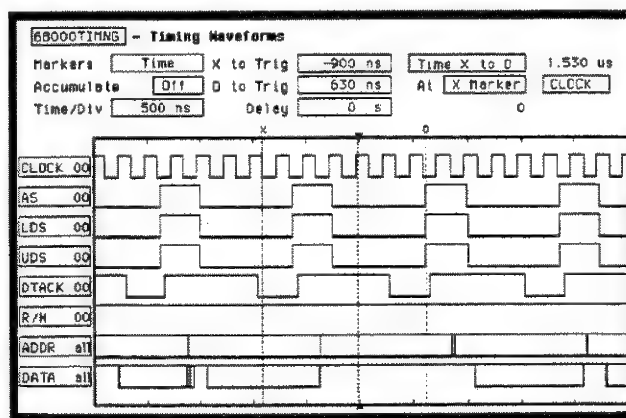 68000TIMNG - Timing Waveforms
Markers Time X to Trig -900 ns Time X to O 1.530 us
Accumulate Off O to Trig 630 ns At X Marker CLOCK
Time/Div 500 ns Delay 0 s 0
X O
CLOCK 00
AS 00
LDS 00
UDS 00
DTACK 00
R/W 00
ADDR all
DATA all